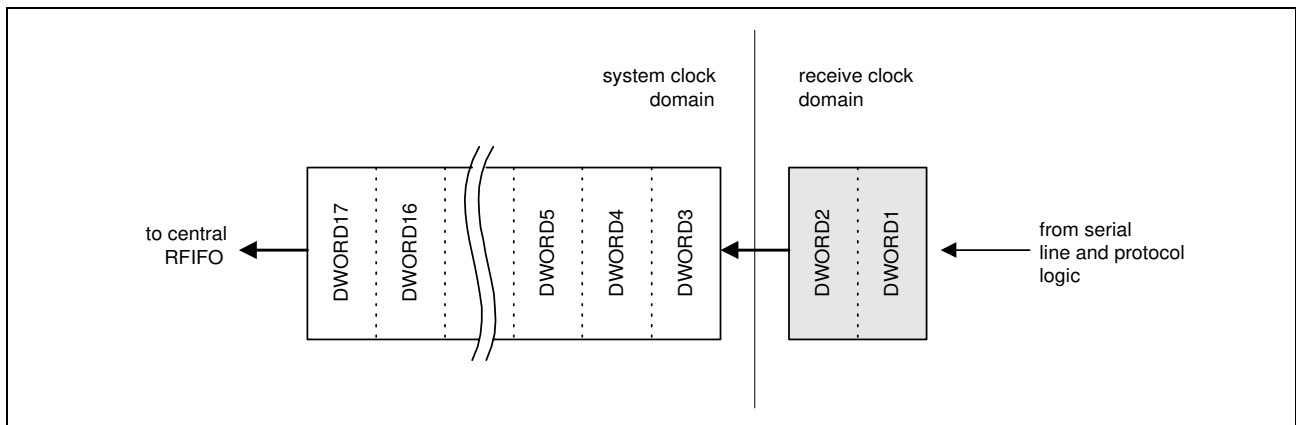 system clock
domain
receive clock
domain
to central
RFIFO
DWORD17
DWORD16
DWORD5
DWORD4
DWORD3
DWORD2
DWORD1
from serial
line and protocol
logic